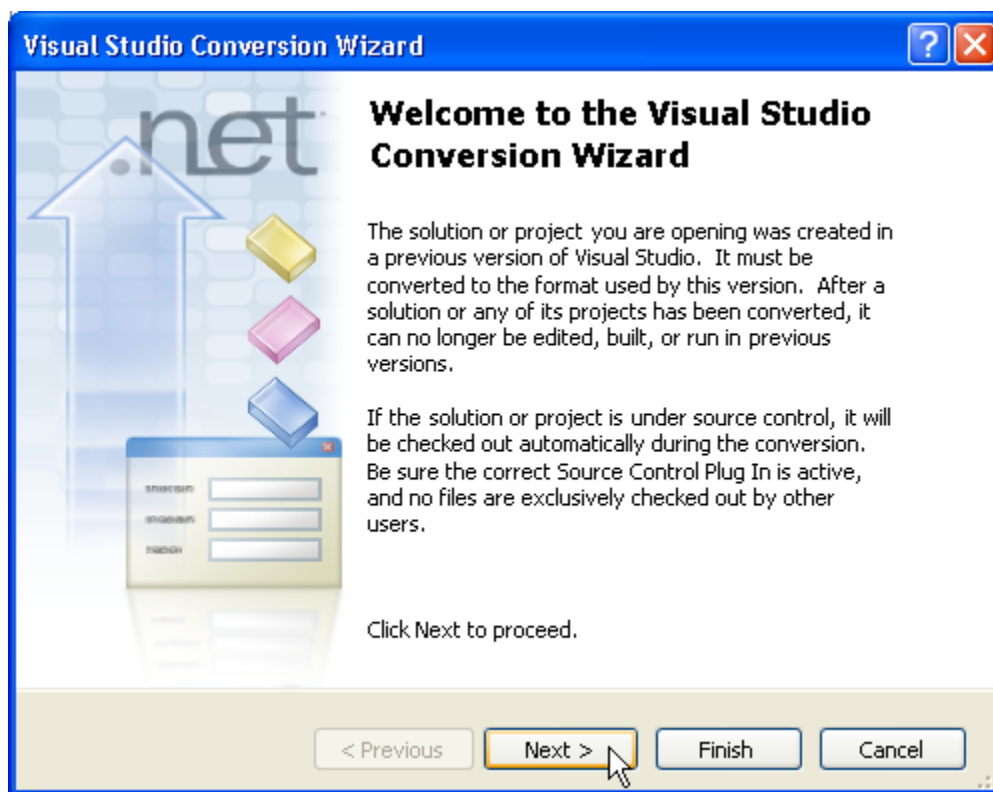 Visual Studio Conversion Wizard
.net
Welcome to the Visual Studio
Conversion Wizard
The solution or project you are opening was created in
a previous version of Visual Studio.  It must be
converted to the format used by this version.  After a
solution or any of its projects has been converted, it
can no longer be edited, built, or run in previous
versions.
If the solution or project is under source control, it will
be checked out automatically during the conversion.
Be sure the correct Source Control Plug In is active,
and no files are exclusively checked out by other
users.
Click Next to proceed.
< Previous Next > Finish Cancel